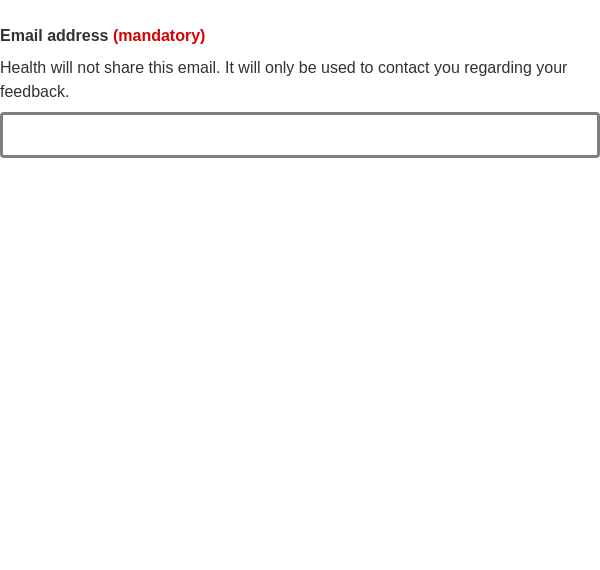 Email address (mandatory)
Health will not share this email. It will only be used to contact you regarding your
feedback.